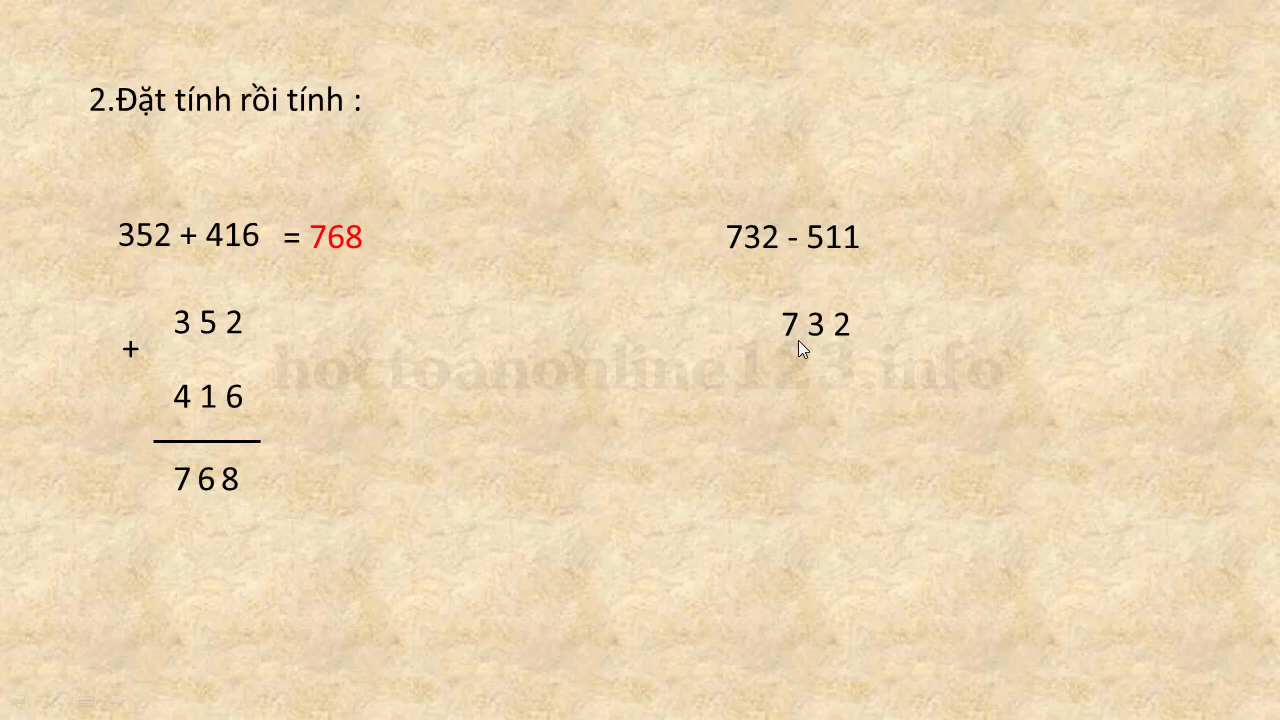 2.Đặt tính rồi tính :
352 + 416 = 768
3 5 2
+
4 1 6
7 6 8
732 - 511
7 3 2
hoctoanonline123.info